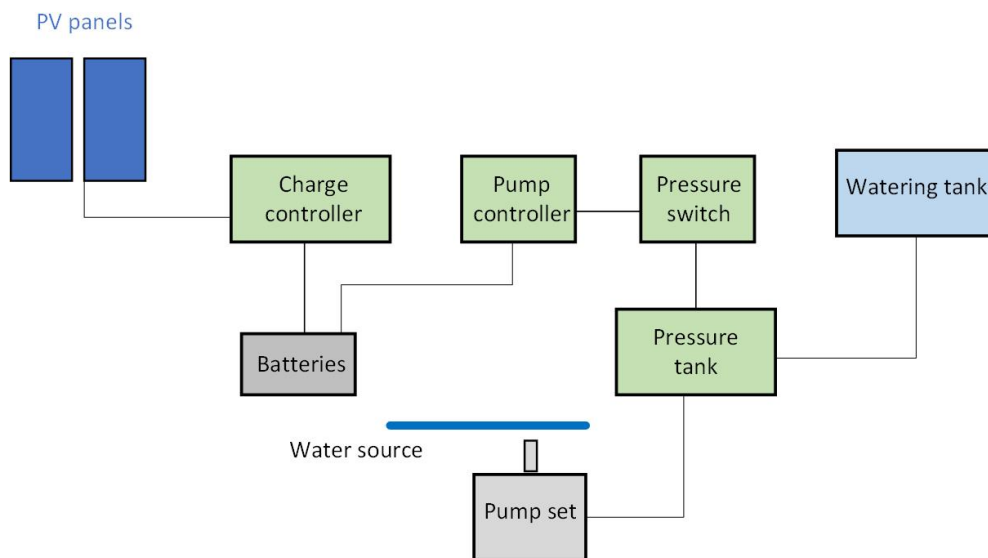 PV panels
Charge
controller
Pump
controller
Pressure
switch
Watering tank
Batteries
Pressure
tank
Water source
Pump set